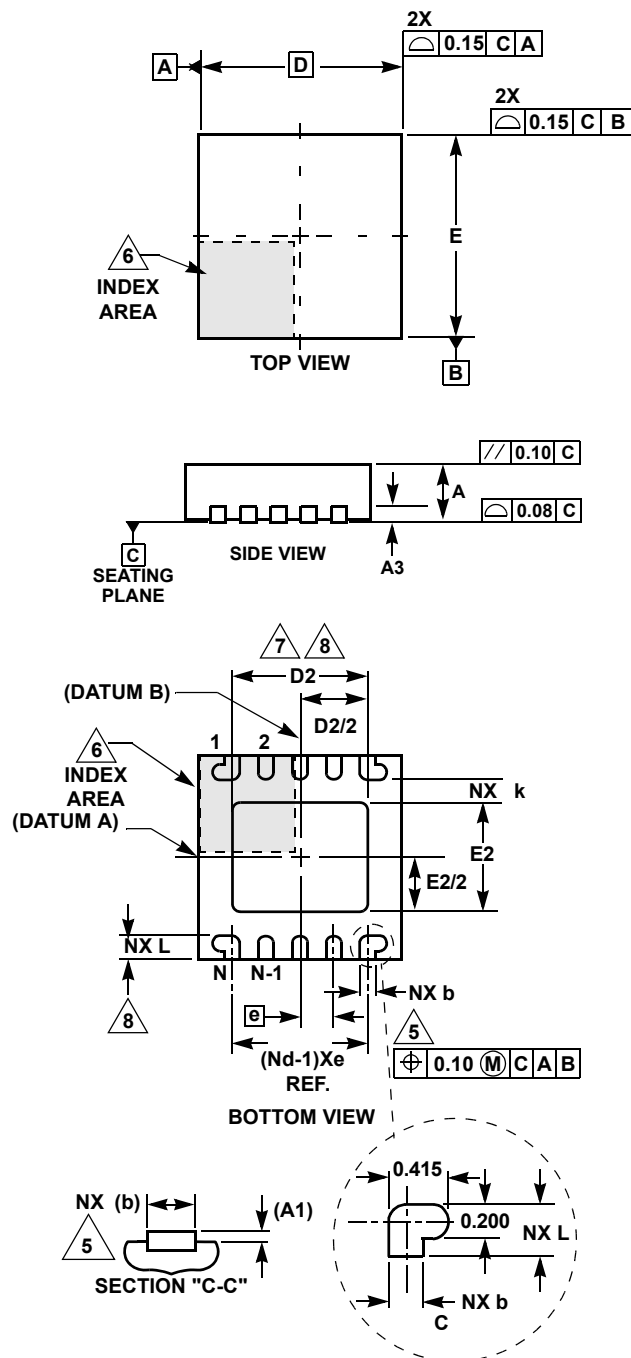 2X
0.15 C A
A
D
2X
0.15 C B
6
INDEX
AREA
E
TOP VIEW
B
// 0.10 C
A
0.08 C
C
SEATING
PLANE
SIDE VIEW
A3
7 8
D2
(DATUM B)
D2/2
6
INDEX
AREA
(DATUM A)
1 2
NX k
E2
E2/2
NX L
N N-1
NX b
8
e
5
(Nd-1)Xe
REF.
0.10 M C A B
BOTTOM VIEW
NX (b)
(A1)
5
SECTION "C-C"
0.415
0.200
NX L
NX b
C